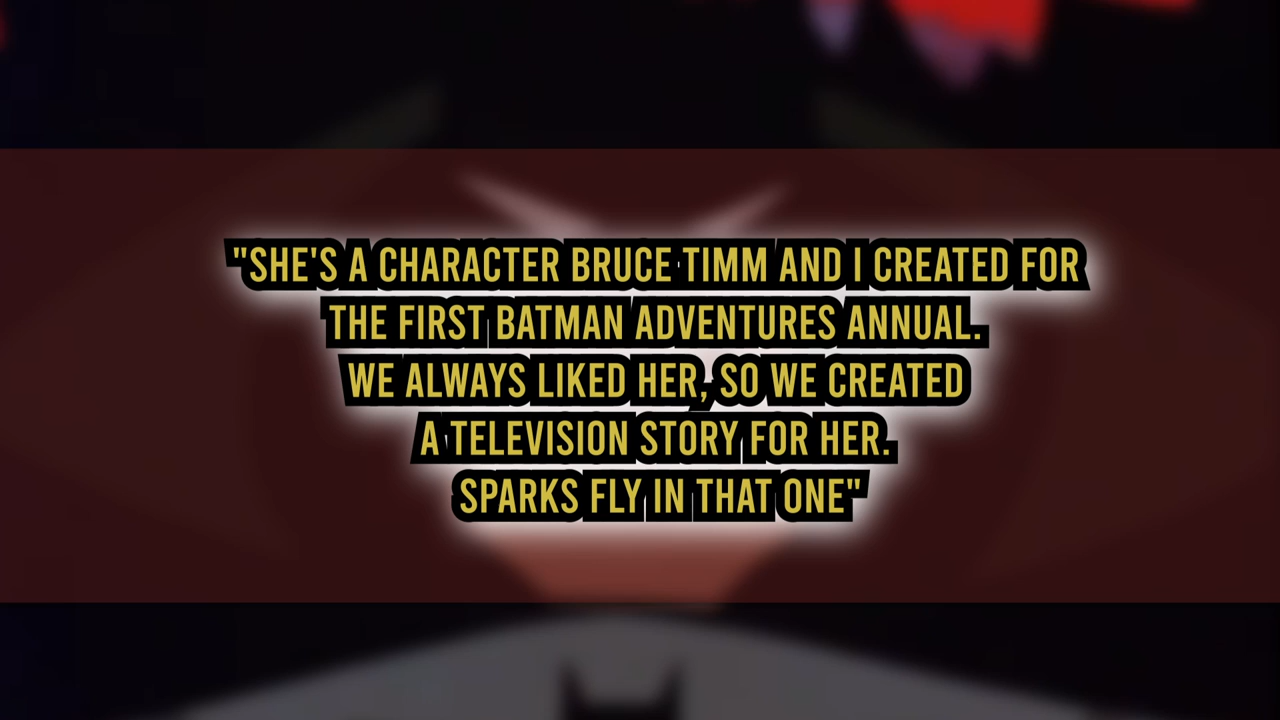 "SHE'S A CHARACTER BRUCE TIMM AND I CREATED FOR
THE FIRST BATMAN ADVENTURES ANNUAL.
WE ALWAYS LIKED HER, SO WE CREATED
A TELEVISION STORY FOR HER.
SPARKS FLY IN THAT ONE"